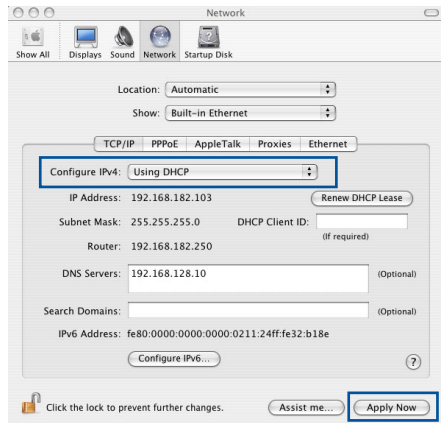 Network
Show All Displays Sound Network Startup Disk
Location: Automatic
Show: Built-in Ethernet
TCP/IP PPPoE AppleTalk Proxies Ethernet
Configure IPv4: Using DHCP
IP Address: 192.168.182.103 Renew DHCP Lease
Subnet Mask: 255.255.255.0 DHCP Client ID:
(If required)
Router: 192.168.182.250
DNS Servers: 192.168.128.10 (Optional)
Search Domains: (Optional)
IPv6 Address: fe80:0000:0000:0000:0211:24ff:fe32:b18e
Configure IPv6... ?
Click the lock to prevent further changes. Assist me... Apply Now